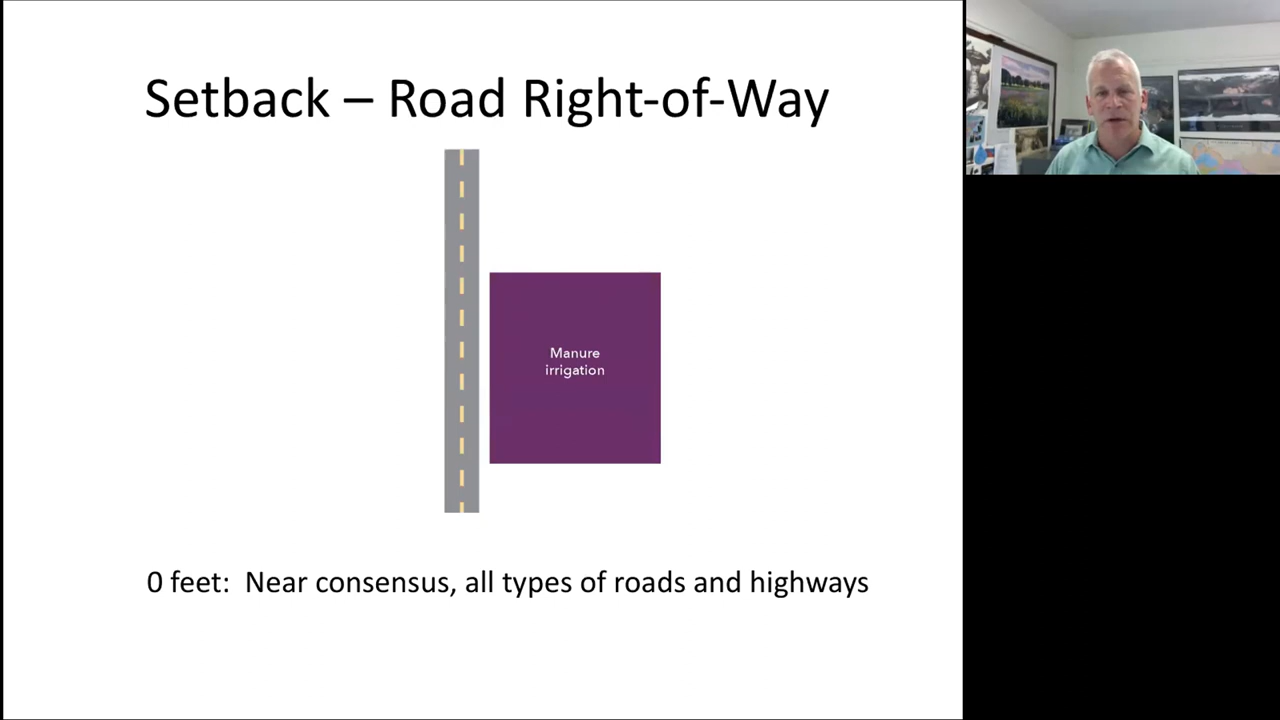 Setback – Road Right-of-Way
Manure
irrigation
0 feet:  Near consensus, all types of roads and highways